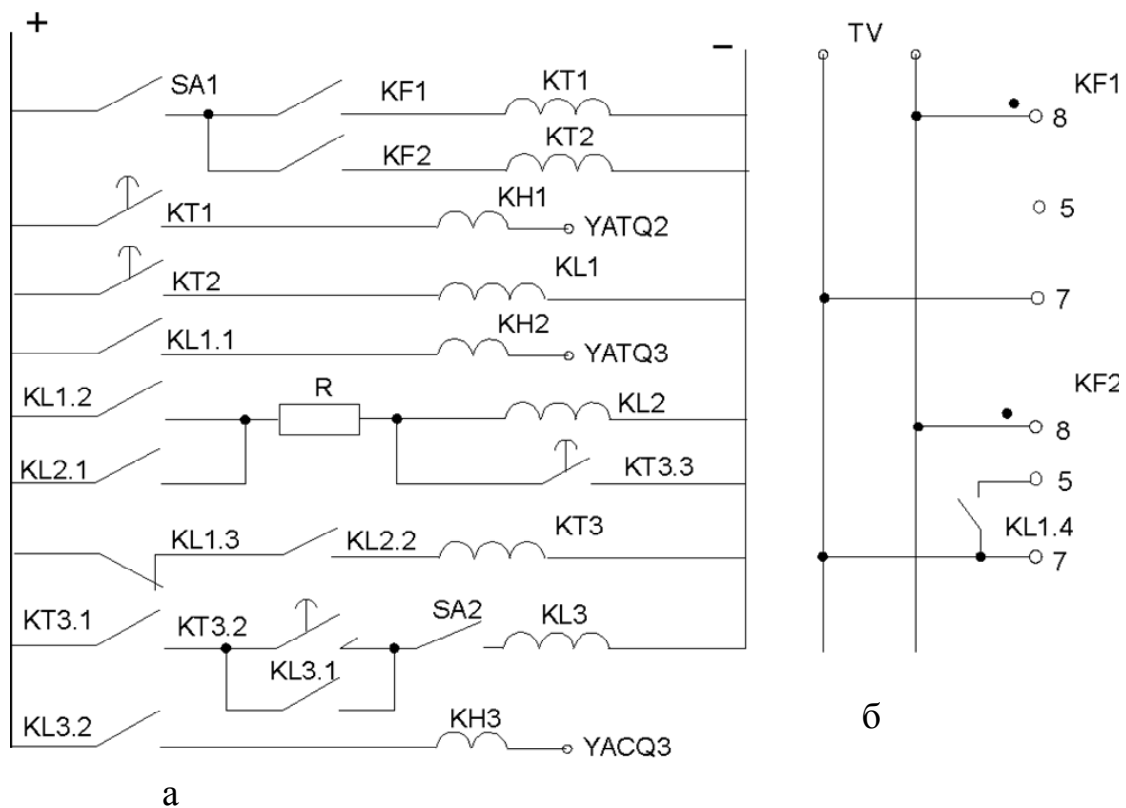 +
−
TV
SA1
KF1
KT1
KF1
8
KF2
KT2
KT1
KH1
YATQ2
5
KT2
KL1
7
KL1.1
KH2
YATQ3
KL1.2
R
KL2
KF2
8
KL2.1
KT3.3
5
KL1.3
KL2.2
KT3
KL1.4
7
KT3.1
KT3.2
SA2
KL3
KL3.1
KL3.2
KH3
YACQ3
а
б